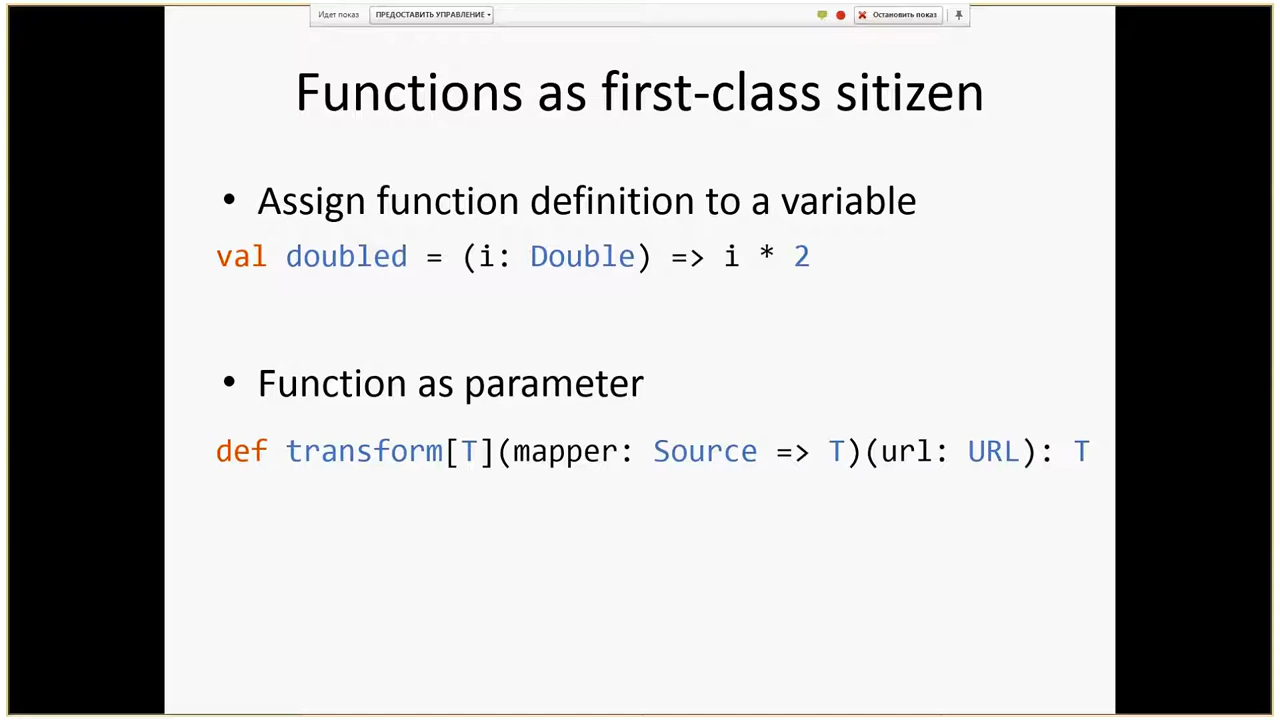 Идет показ ПРЕДОСТАВИТЬ УПРАВЛЕНИЕ Остановить показ
Functions as first-class sitizen
• Assign function definition to a variable
val doubled = (i: Double) => i * 2
• Function as parameter
def transform[T](mapper: Source => T)(url: URL): T